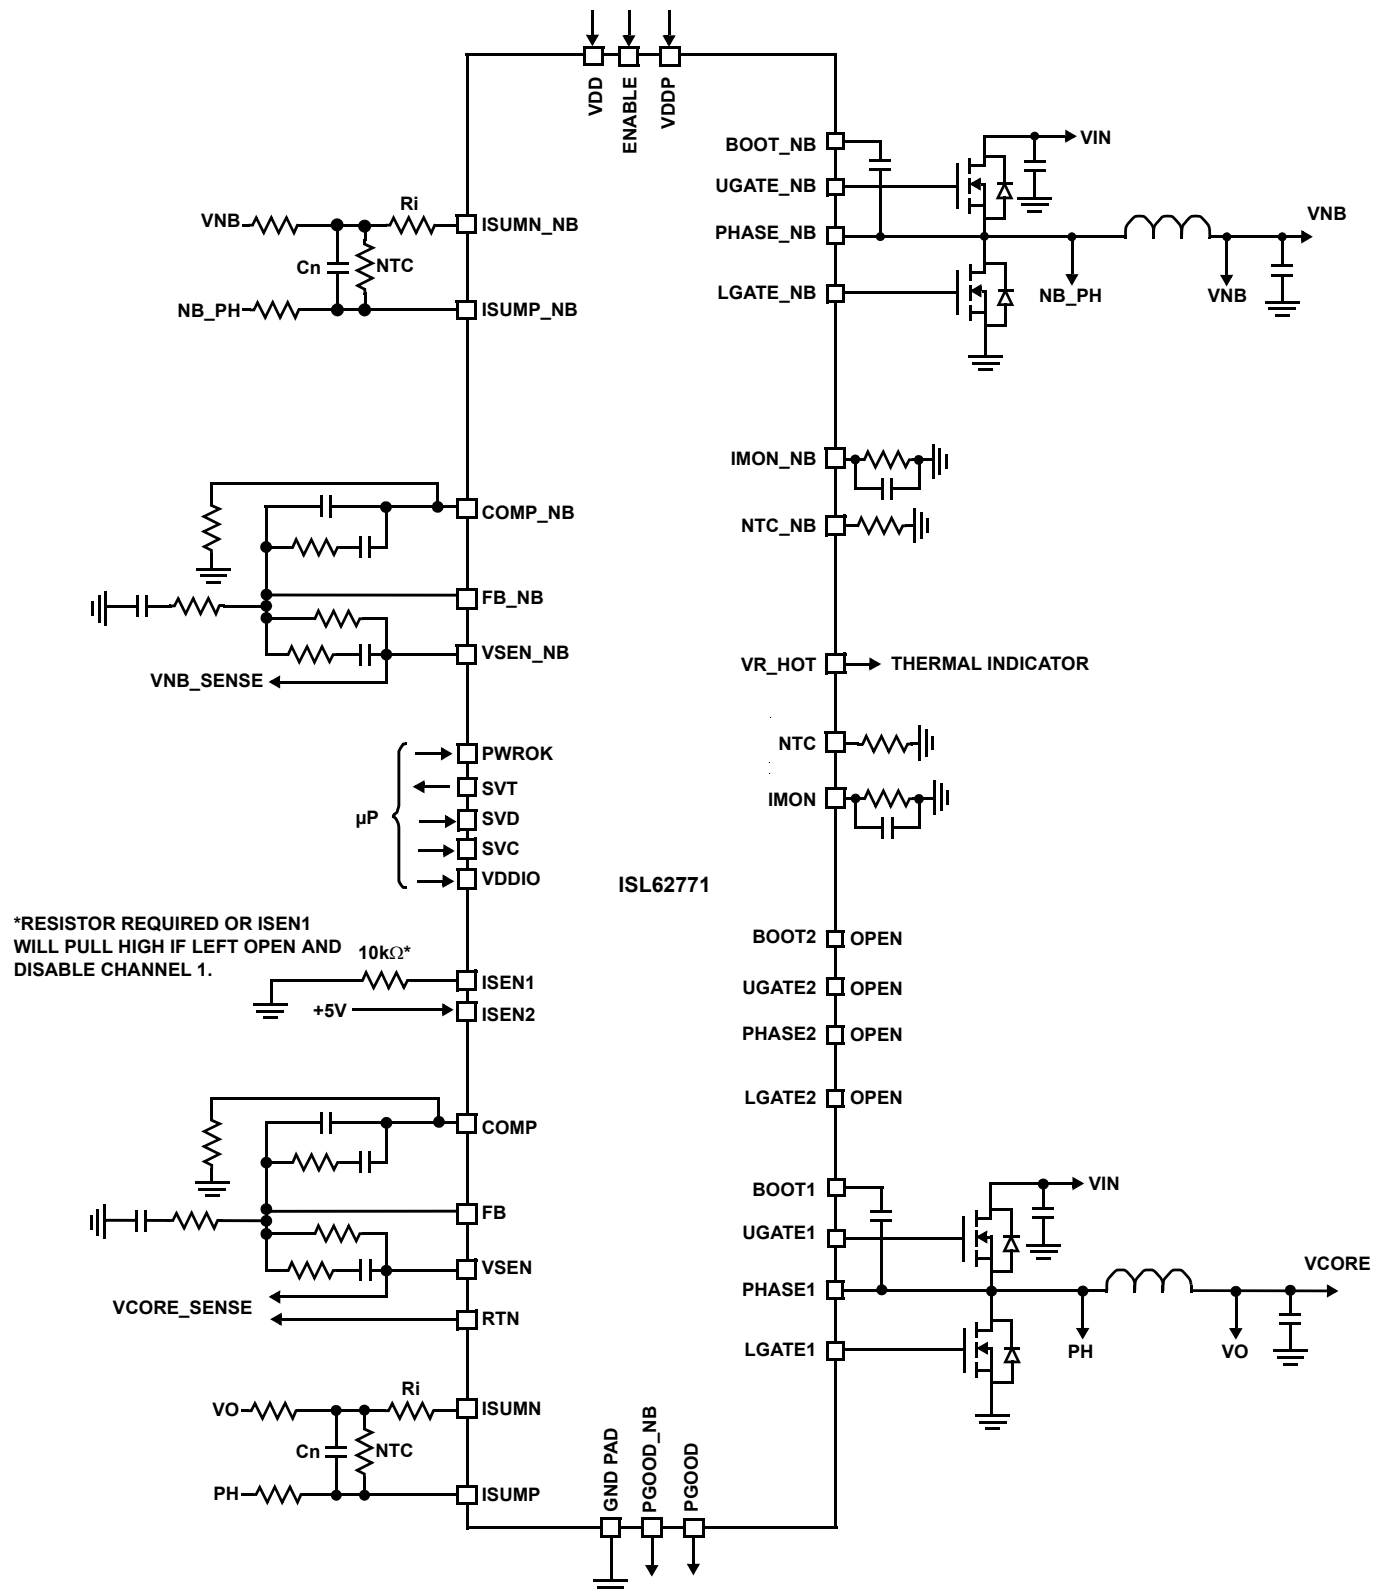 VDD
ENABLE
VDDP
BOOT_NB
VIN
UGATE_NB
VNB
Ri
ISUMN_NB
PHASE_NB
VNB
Cn
NTC
LGATE_NB
NB_PH
VNB
NB_PH
ISUMP_NB
IMON_NB
COMP_NB
NTC_NB
FB_NB
VSEN_NB
VR_HOT
THERMAL INDICATOR
VNB_SENSE
NTC
PWROK
SVT
IMON
µP
SVD
SVC
VDDIO
ISL62771
*RESISTOR REQUIRED OR ISEN1
WILL PULL HIGH IF LEFT OPEN AND
DISABLE CHANNEL 1.
10kΩ*
BOOT2
OPEN
ISEN1
UGATE2
OPEN
+5V
ISEN2
PHASE2
OPEN
LGATE2
OPEN
COMP
BOOT1
VIN
FB
UGATE1
VSEN
VCORE
PHASE1
VCORE_SENSE
RTN
LGATE1
PH
VO
Ri
VO
ISUMN
Cn
NTC
PH
ISUMP
GND PAD
PGOOD_NB
PGOOD